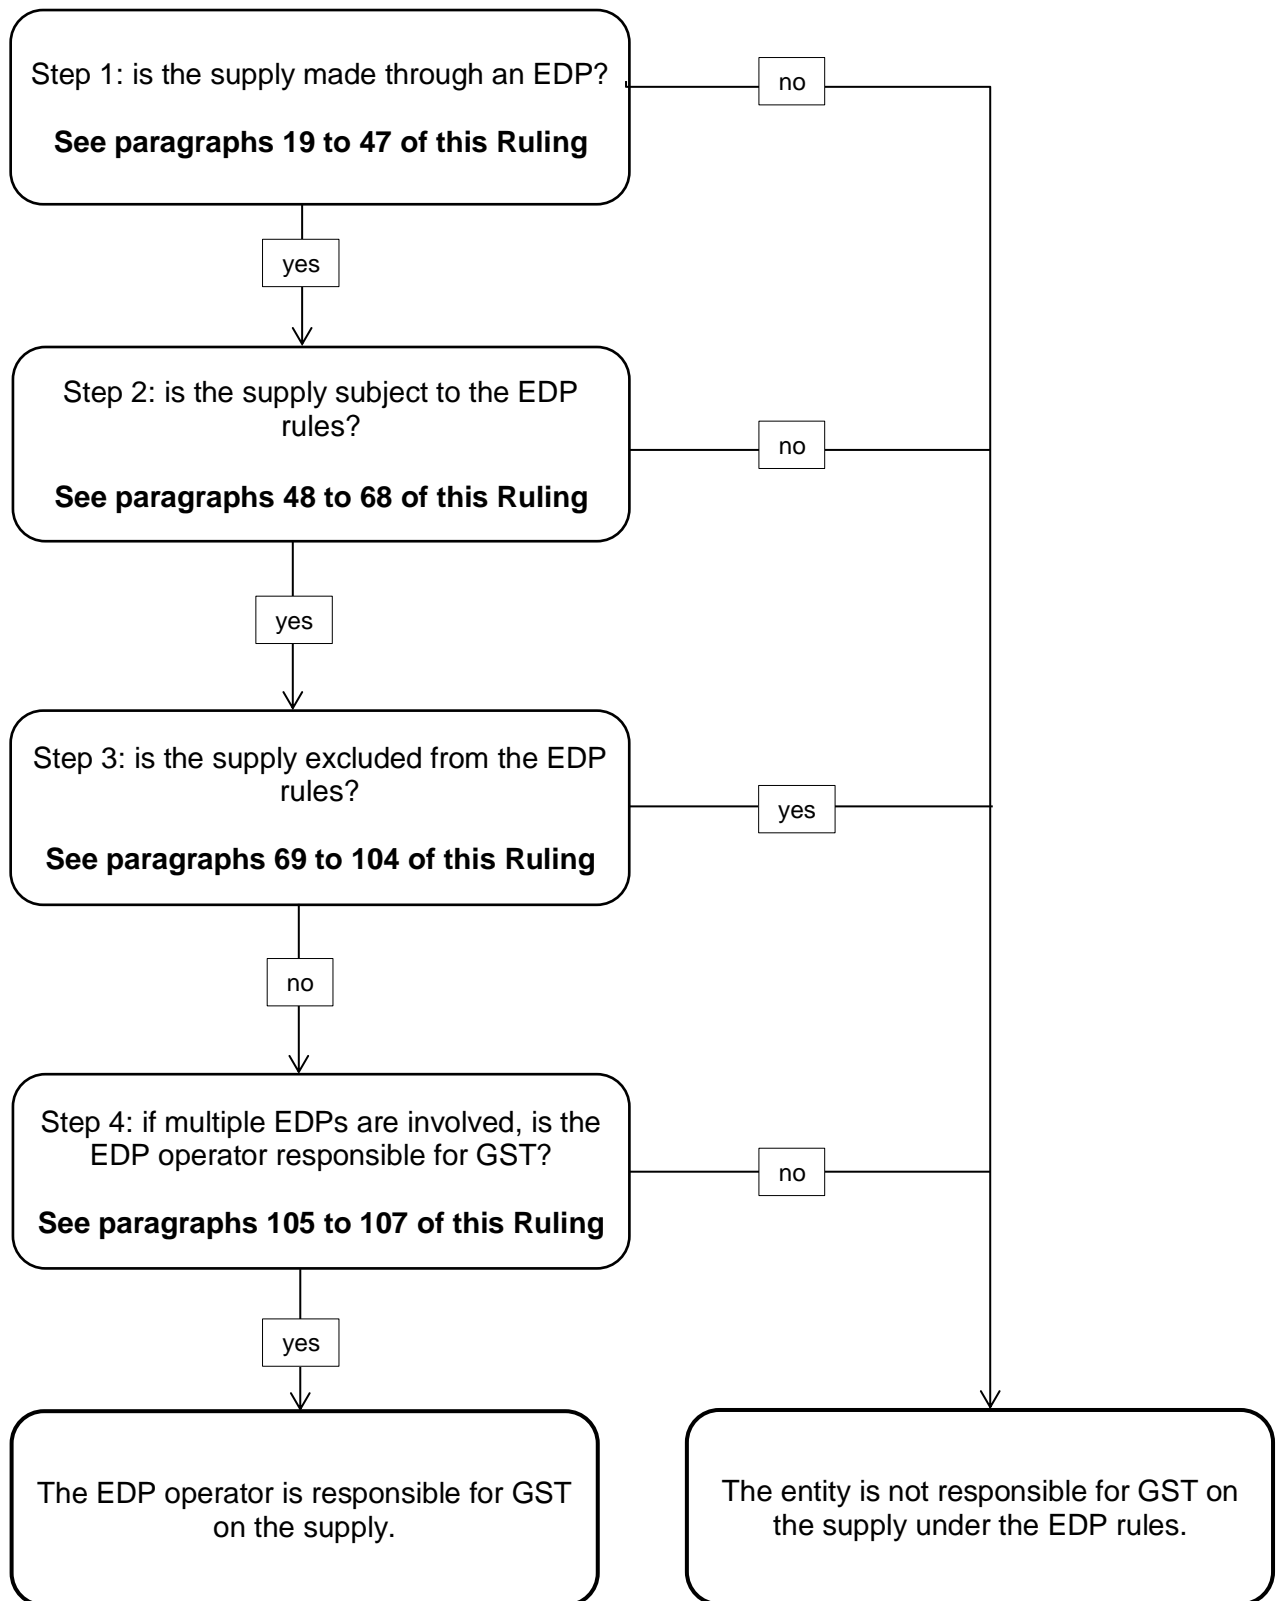 Step 1: is the supply made through an EDP?
See paragraphs 19 to 47 of this Ruling
no
yes
Step 2: is the supply subject to the EDP
rules?
See paragraphs 48 to 68 of this Ruling
no
yes
Step 3: is the supply excluded from the EDP
rules?
See paragraphs 69 to 104 of this Ruling
yes
no
Step 4: if multiple EDPs are involved, is the
EDP operator responsible for GST?
See paragraphs 105 to 107 of this Ruling
no
yes
The EDP operator is responsible for GST
on the supply.
The entity is not responsible for GST on
the supply under the EDP rules.